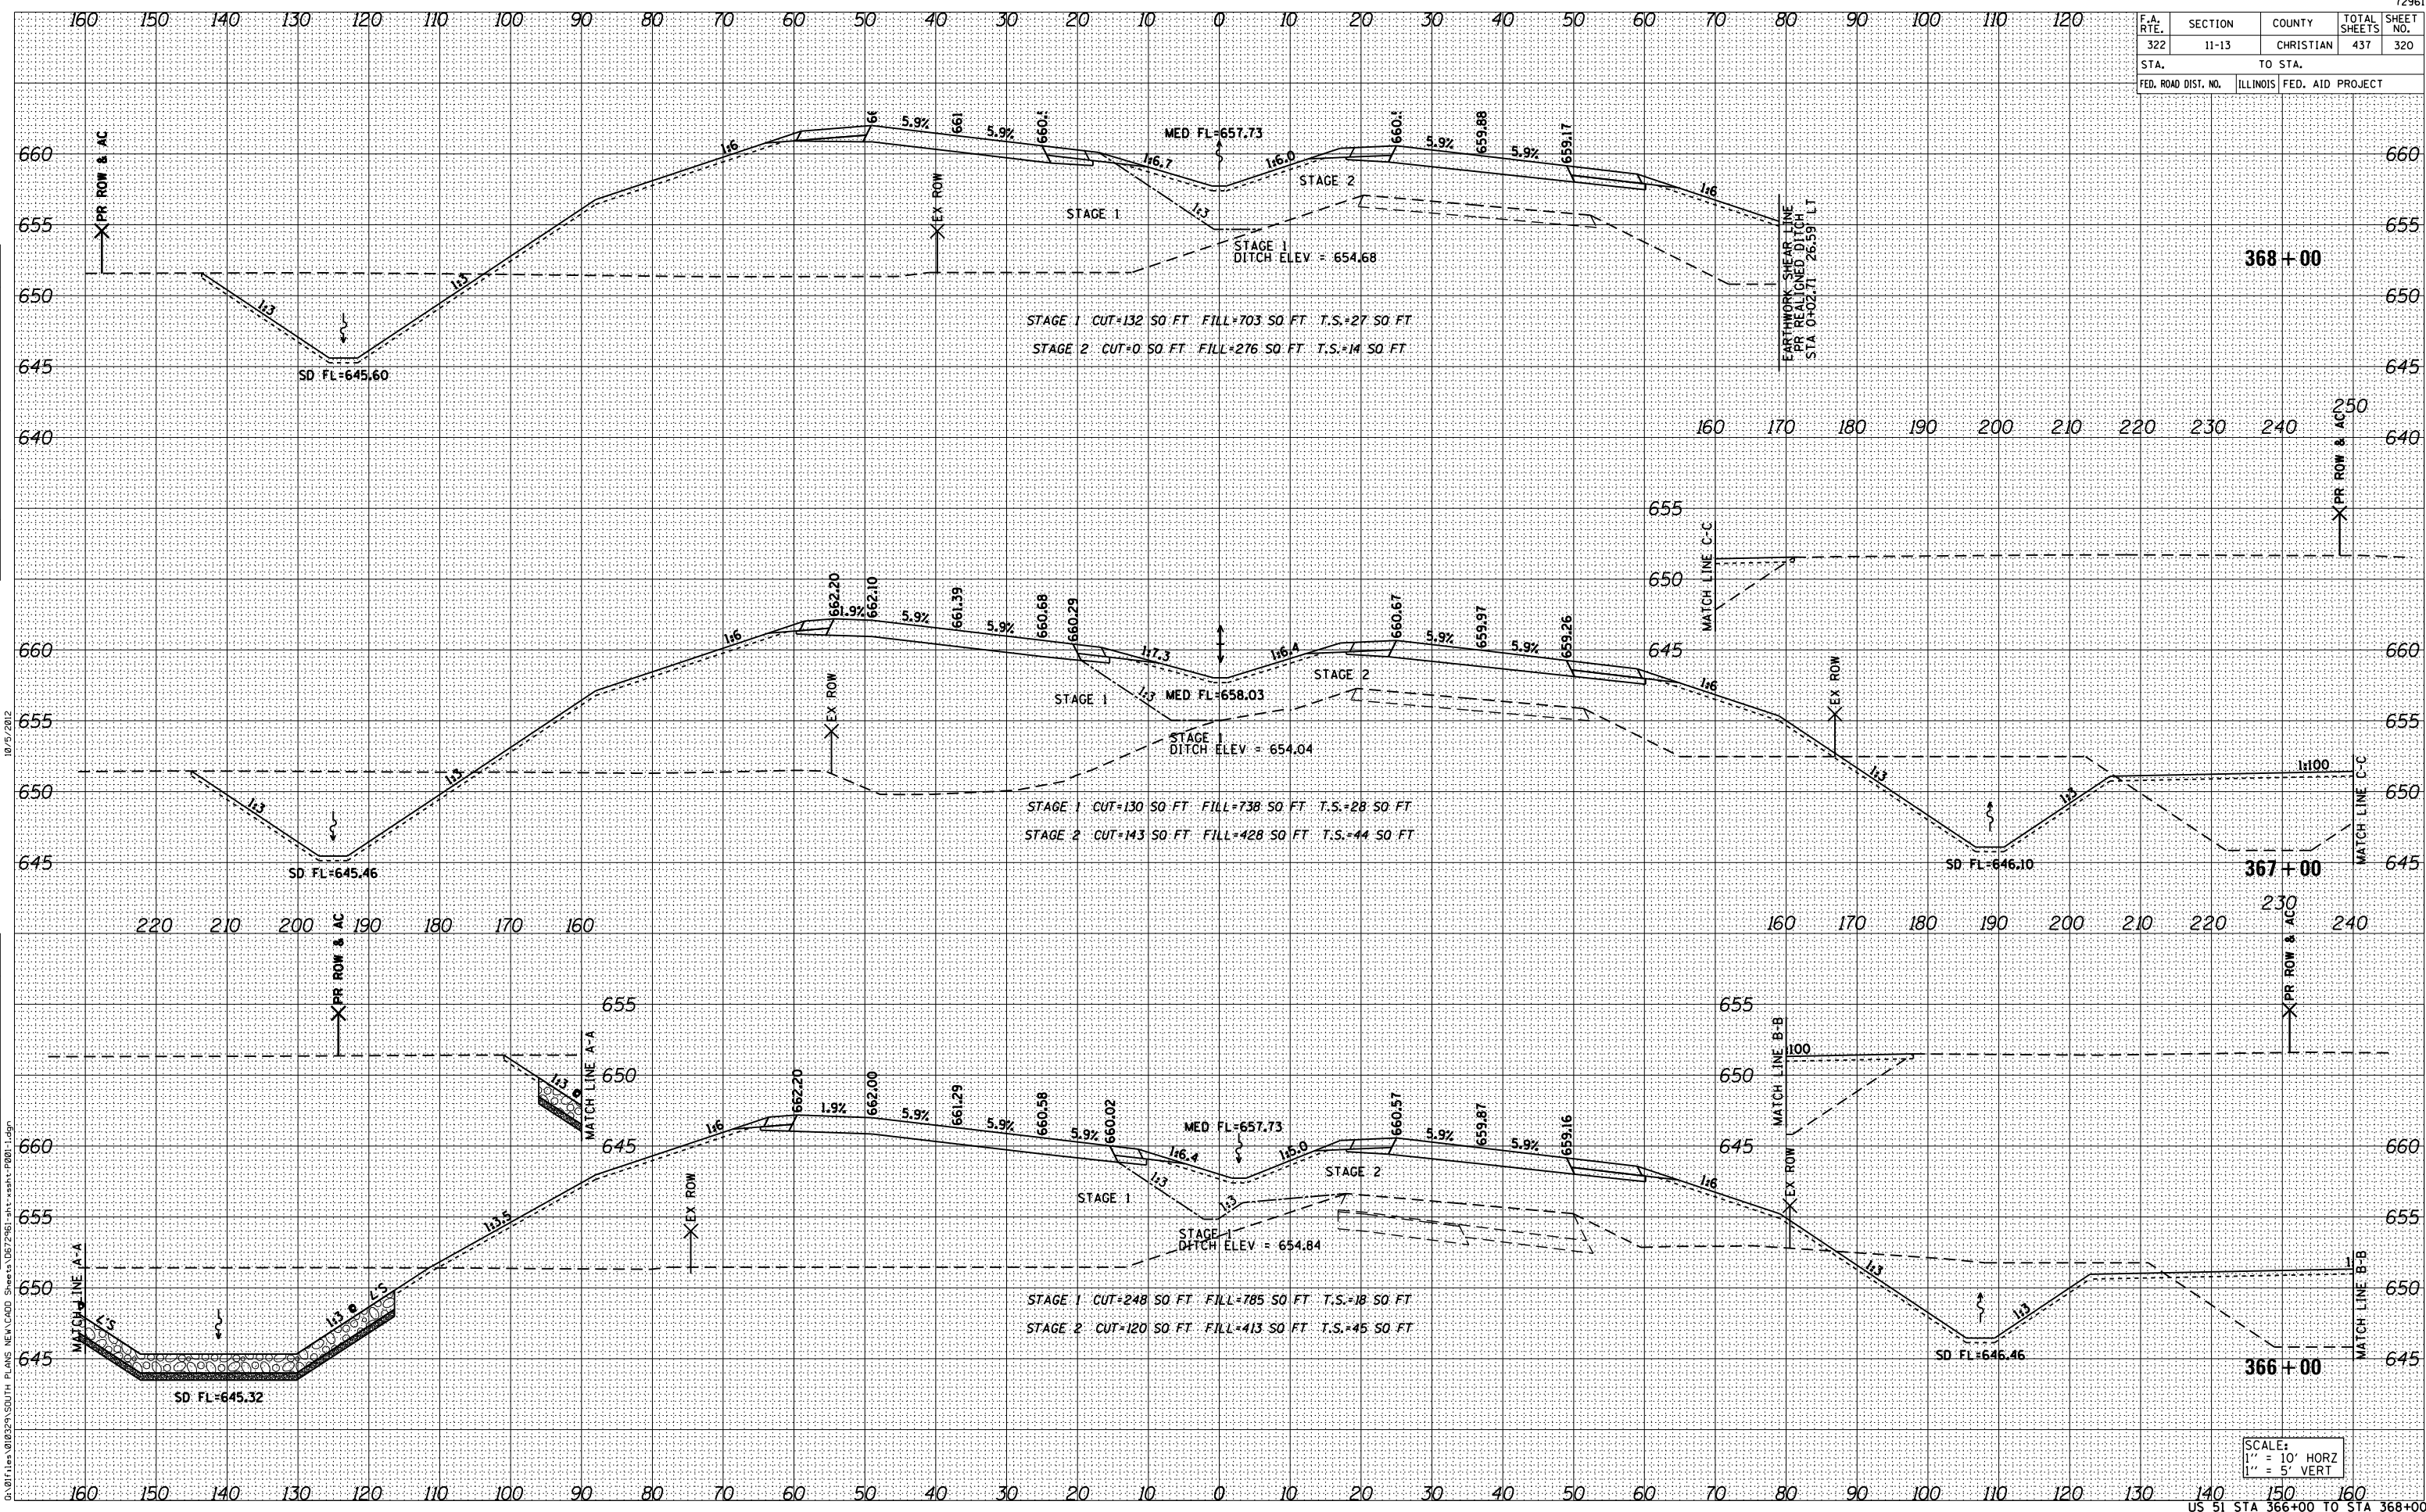 72961
160 150 140 130 120 110 100 90 80 70 60 50 40 30 20 10 0 10 20 30 40 50 60 70 80 90 100 110 120
F.A. RTE. SECTION COUNTY TOTAL SHEETS SHEET NO.
322 11-13 CHRISTIAN 437 320
STA. TO STA.
FED. ROAD DIST. NO. ILLINOIS FED. AID PROJECT
PR ROW & AC
1:6
5.9%
661
5.9%
MED FL=657.73
5.9%
659.88
5.9%
659.17
660
660
1:6.7
1:6.0
STAGE 2
1:6
EX ROW
STAGE 1
1:3
655
655
STAGE 1
DITCH ELEV = 654.68
EARTHWORK SHEAR LINE
PR REALIGNED DITCH
STA 0+02.71 26.59' LT
368+00
1:3
1:3
650
650
STAGE 1 CUT=132 SQ FT FILL=703 SQ FT T.S.=27 SQ FT
STAGE 2 CUT=0 SQ FT FILL=276 SQ FT T.S.=14 SQ FT
645
645
SD FL=645.60
250
160 170 180 190 200 210 220 230 240
640
640
PR ROW & AC
655
MATCH LINE C-C
650
645
662.20
1.9%
662.10
5.9%
661.39
5.9%
660.68
660.29
660.67
5.9%
659.97
5.9%
659.26
1:6
660
660
1:7.3
1:6.4
STAGE 2
1:6
EX ROW
EX ROW
STAGE 1
1:3
MED FL=658.03
655
655
STAGE 1
DITCH ELEV = 654.04
1:3
1:3
1:3
1:3
1:100
MATCH LINE C-C
650
650
STAGE 1 CUT=130 SQ FT FILL=738 SQ FT T.S.=28 SQ FT
STAGE 2 CUT=143 SQ FT FILL=428 SQ FT T.S.=44 SQ FT
645
645
SD FL=645.46
SD FL=646.10
367+00
230
220 210 200 190 180 170 160
160 170 180 190 200 210 220 240
PR ROW & AC
PR ROW & AC
655
655
MATCH LINE A-A
MATCH LINE B-B
1:3
650
650
645
645
662.20
1.9%
662.00
5.9%
661.29
5.9%
660.58
5.9%
660.02
MED FL=657.73
660.57
5.9%
659.87
5.9%
659.16
1:6
660
660
1:6.4
1:5.0
STAGE 2
1:6
EX ROW
EX ROW
STAGE 1
1:3
1:3
655
655
1:3.5
STAGE 1
DITCH ELEV = 654.84
MATCH LINE A-A
5.7
1:3
5.7
1:3
1:3
MATCH LINE B-B
650
650
STAGE 1 CUT=248 SQ FT FILL=785 SQ FT T.S.=18 SQ FT
STAGE 2 CUT=120 SQ FT FILL=413 SQ FT T.S.=45 SQ FT
645
645
SD FL=645.32
SD FL=646.46
366+00
SCALE:
1'' = 10' HORZ
1'' = 5' VERT
160 150 140 130 120 110 100 90 80 70 60 50 40 30 20 10 0 10 20 30 40 50 60 70 80 90 100 110 120 130 140 150 160
US 51 STA 366+00 TO STA 368+00
10/5/2012